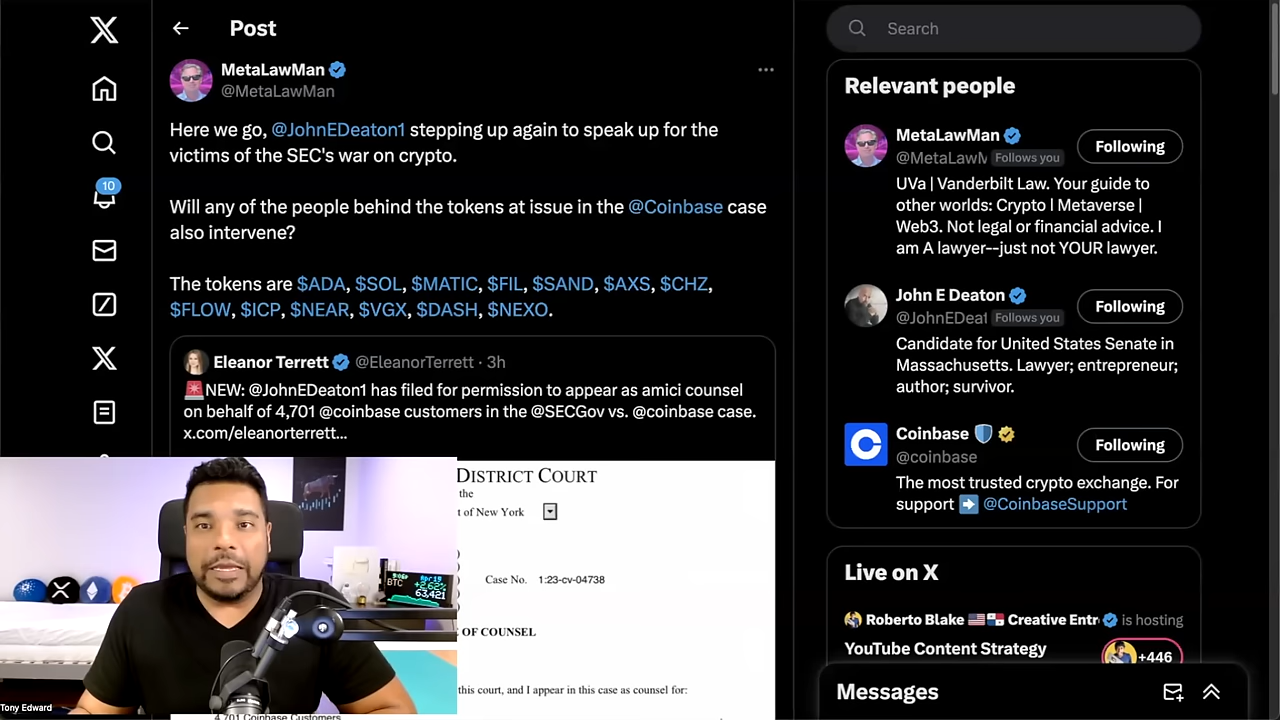 Post
MetaLawMan
@MetaLawMan
Here we go, @JohnEDeaton1 stepping up again to speak up for the
victims of the SEC's war on crypto.
Will any of the people behind the tokens at issue in the @Coinbase case
also intervene?
The tokens are $ADA, $SOL, $MATIC, $FIL, $SAND, $AXS, $CHZ,
$FLOW, $ICP, $NEAR, $VGX, $DASH, $NEXO.
Eleanor Terrett @EleanorTerrett · 3h
🚨NEW: @JohnEDeaton1 has filed for permission to appear as amici counsel
on behalf of 4,701 @coinbase customers in the @SECGov vs. @coinbase case.
x.com/eleanorterrett...
DISTRICT COURT
the
t of New York
Case No. 1:23-cv-04738
OF COUNSEL
this court, and I appear in this case as counsel for:
4,701 Coinbase Customers
10
BTC
+2.62%
63,421
Tony Edward
Search
Relevant people
MetaLawMan
@MetaLawM Follows you
Following
UVa | Vanderbilt Law. Your guide to
other worlds: Crypto | Metaverse |
Web3. Not legal or financial advice. I
am A lawyer--just not YOUR lawyer.
John E Deaton
@JohnEDeat Follows you
Following
Candidate for United States Senate in
Massachusetts. Lawyer; entrepreneur;
author; survivor.
Coinbase
@coinbase
Following
The most trusted crypto exchange. For
support ➡️ @CoinbaseSupport
Live on X
Roberto Blake 🇺🇸🇵🇦 Creative Entr is hosting
YouTube Content Strategy
+446
Messages